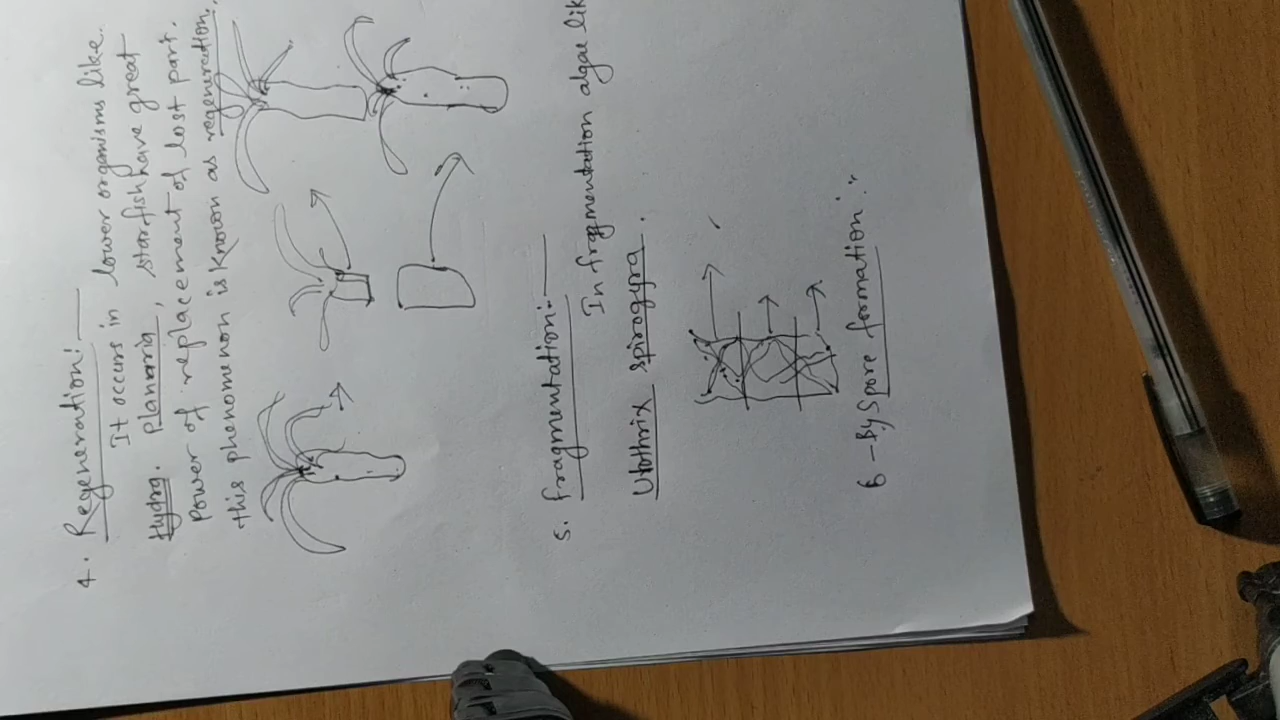 4. Regeneration:—
It occurs in lower organisms like.
Hydra. planaria, starfish have great
Power of replacement of lost part.
this phenomenon is known as regeneration.
5. fragmentation:—
In fragmentation algae lik
Ulothrix spirogyra.
6 - By Spore formation: